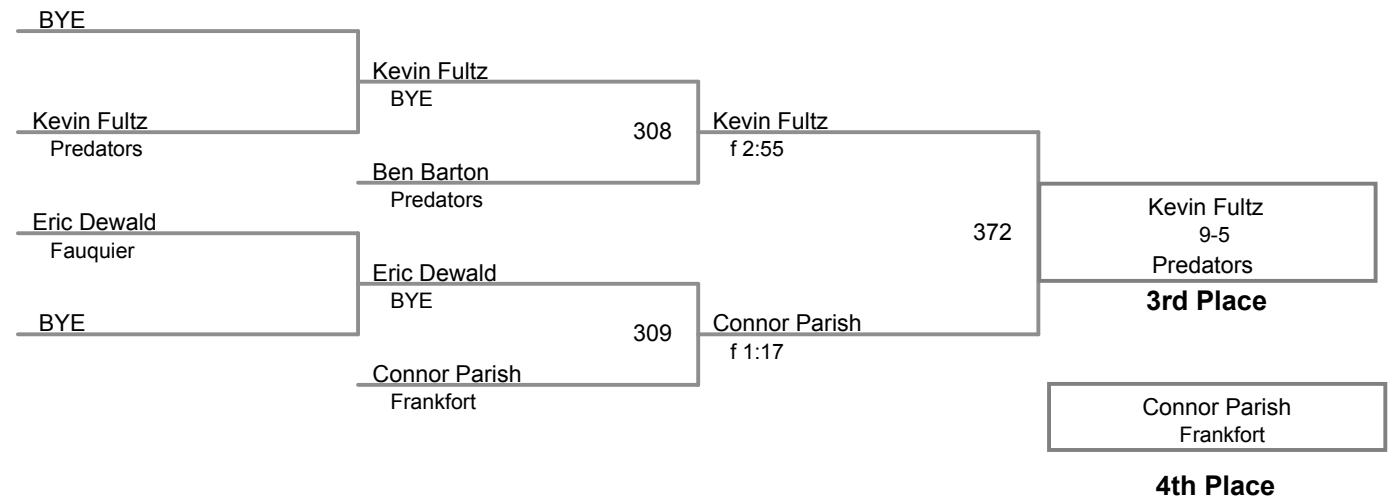 BYE
Kevin Fultz
BYE
Kevin Fultz
Predators
308
Kevin Fultz
f 2:55
Ben Barton
Predators
Kevin Fultz
9-5
Predators
3rd Place
Eric Dewald
Fauquier
372
Eric Dewald
BYE
BYE
309
Connor Parish
f 1:17
Connor Parish
Frankfort
Connor Parish
Frankfort
4th Place